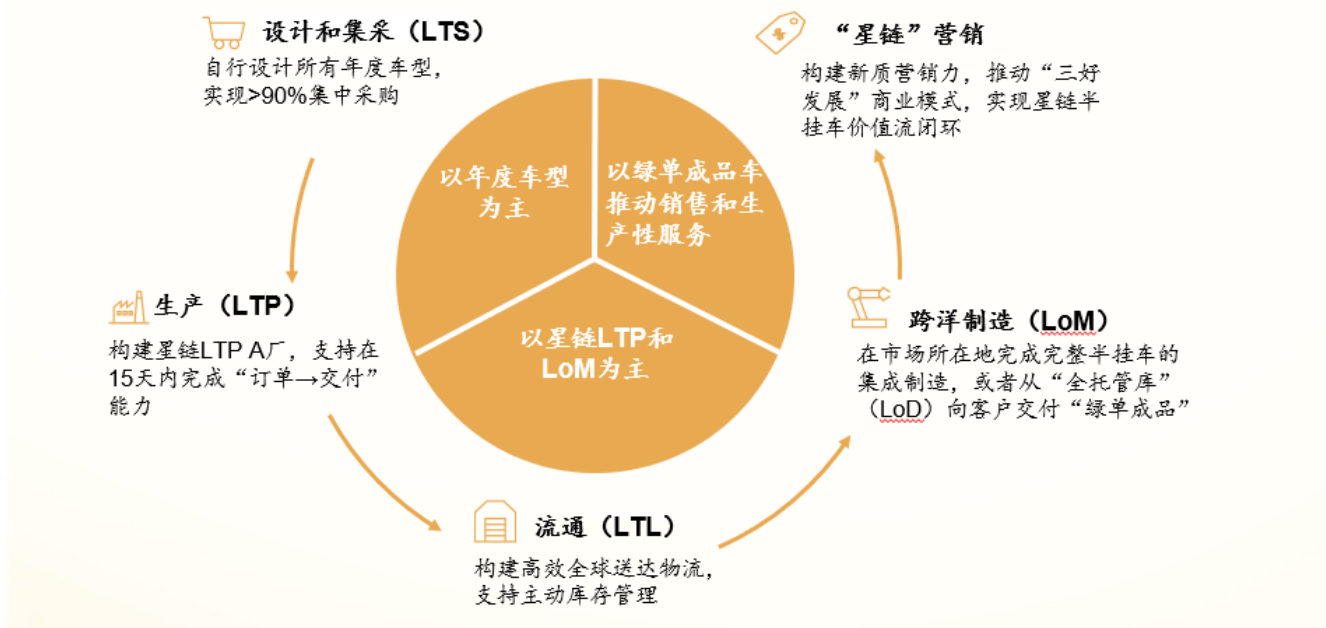 设计和集采（LTS）
自行设计所有年度车型，
实现>90%集中采购
“星链”营销
构建新质营销力，推动“三好
发展”商业模式，实现星链半
挂车价值流闭环
以年度车型
为主
以绿单成品车
推动销售和生
产性服务
以星链LTP和
LoM为主
生产（LTP）
构建星链LTP A厂，支持在
15天内完成“订单→交付”
能力
跨洋制造（LoM）
在市场所在地完成完整半挂车的
集成制造，或者从“全托管库”
（LoD）向客户交付“绿单成品”
流通（LTL）
构建高效全球送达物流，
支持主动库存管理